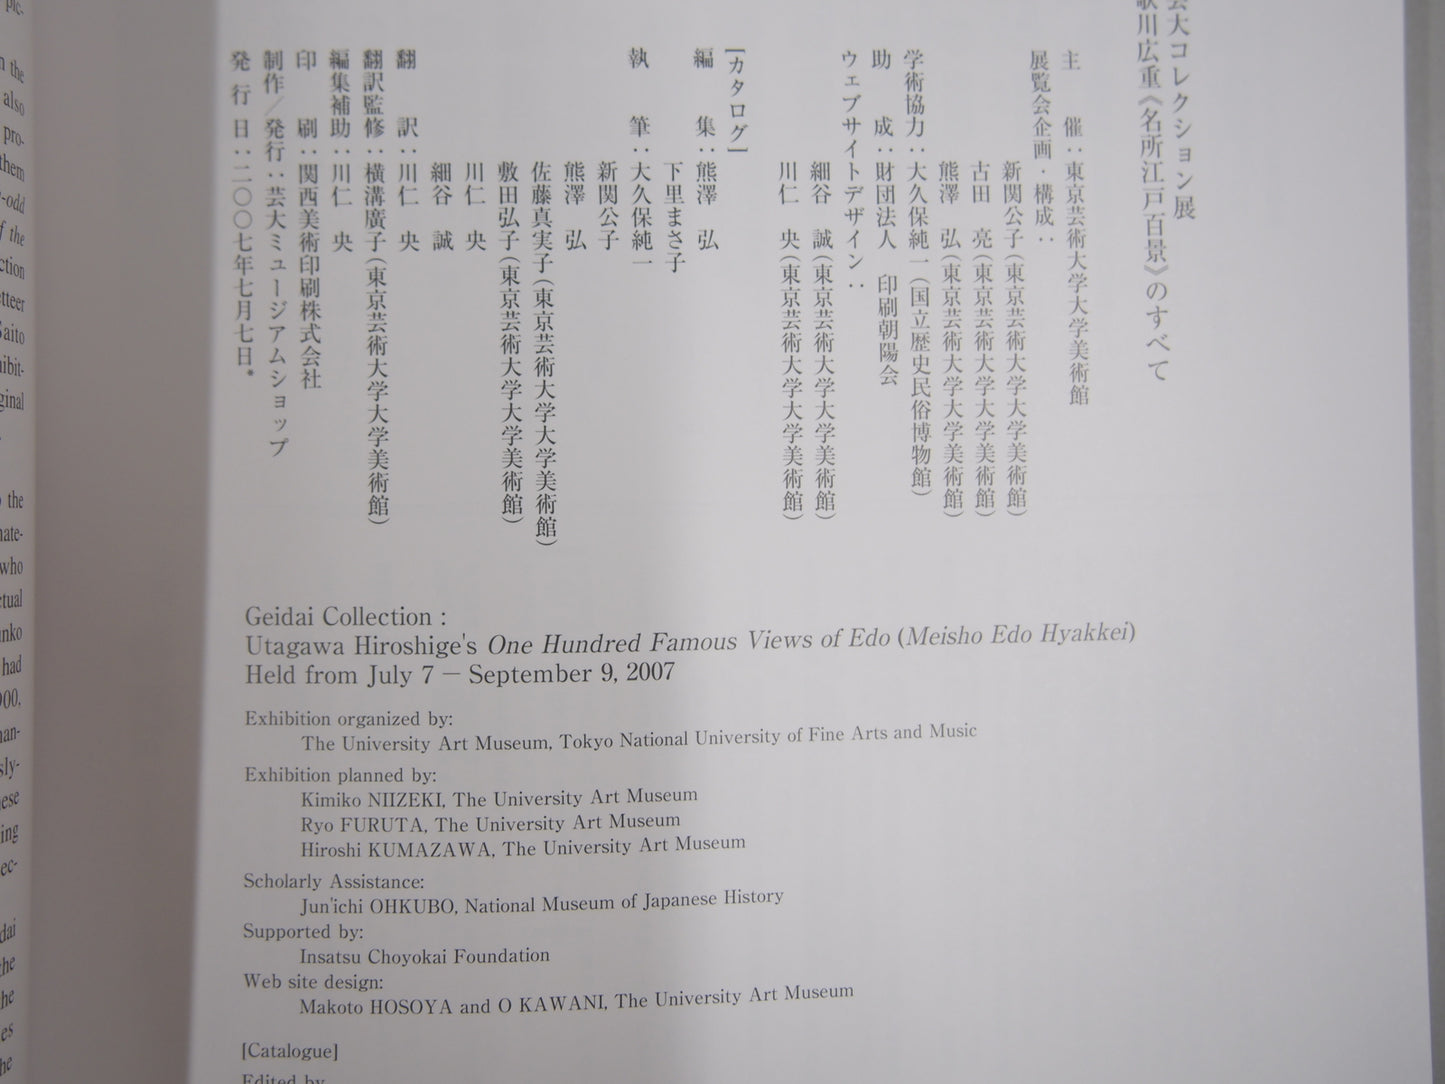 大コレクション展
川広重《名所江戸百景》のすべて
主　催：東京芸術大学大学美術館
展覧会企画・構成：
新関公子（東京芸術大学大学美術館）
古田　亮（東京芸術大学大学美術館）
熊澤　弘（東京芸術大学大学美術館）
学術協力：大久保純一（国立歴史民俗博物館）
助　成：財団法人　印刷朝陽会
ウェブサイトデザイン：
細谷　誠（東京芸術大学大学美術館）
川仁　央（東京芸術大学大学美術館）
［カタログ］
編　集：熊澤　弘
下里まさ子
執　筆：大久保純一
新関公子
熊澤　弘
佐藤真実子（東京芸術大学大学美術館）
敷田弘子（東京芸術大学大学美術館）
川仁　央
細谷　誠
翻　訳：川仁　央
翻訳監修：横溝廣子（東京芸術大学大学美術館）
編集補助：川仁　央
印　刷：関西美術印刷株式会社
制作／発行：芸大ミュージアムショップ
発　行　日：二〇〇七年七月七日。
Geidai Collection :
Utagawa Hiroshige's One Hundred Famous Views of Edo (Meisho Edo Hyakkei)
Held from July 7 — September 9, 2007
Exhibition organized by:
The University Art Museum, Tokyo National University of Fine Arts and Music
Exhibition planned by:
Kimiko NIIZEKI, The University Art Museum
Ryo FURUTA, The University Art Museum
Hiroshi KUMAZAWA, The University Art Museum
Scholarly Assistance:
Jun'ichi OHKUBO, National Museum of Japanese History
Supported by:
Insatsu Choyokai Foundation
Web site design:
Makoto HOSOYA and O KAWANI, The University Art Museum
[Catalogue]
Edited by